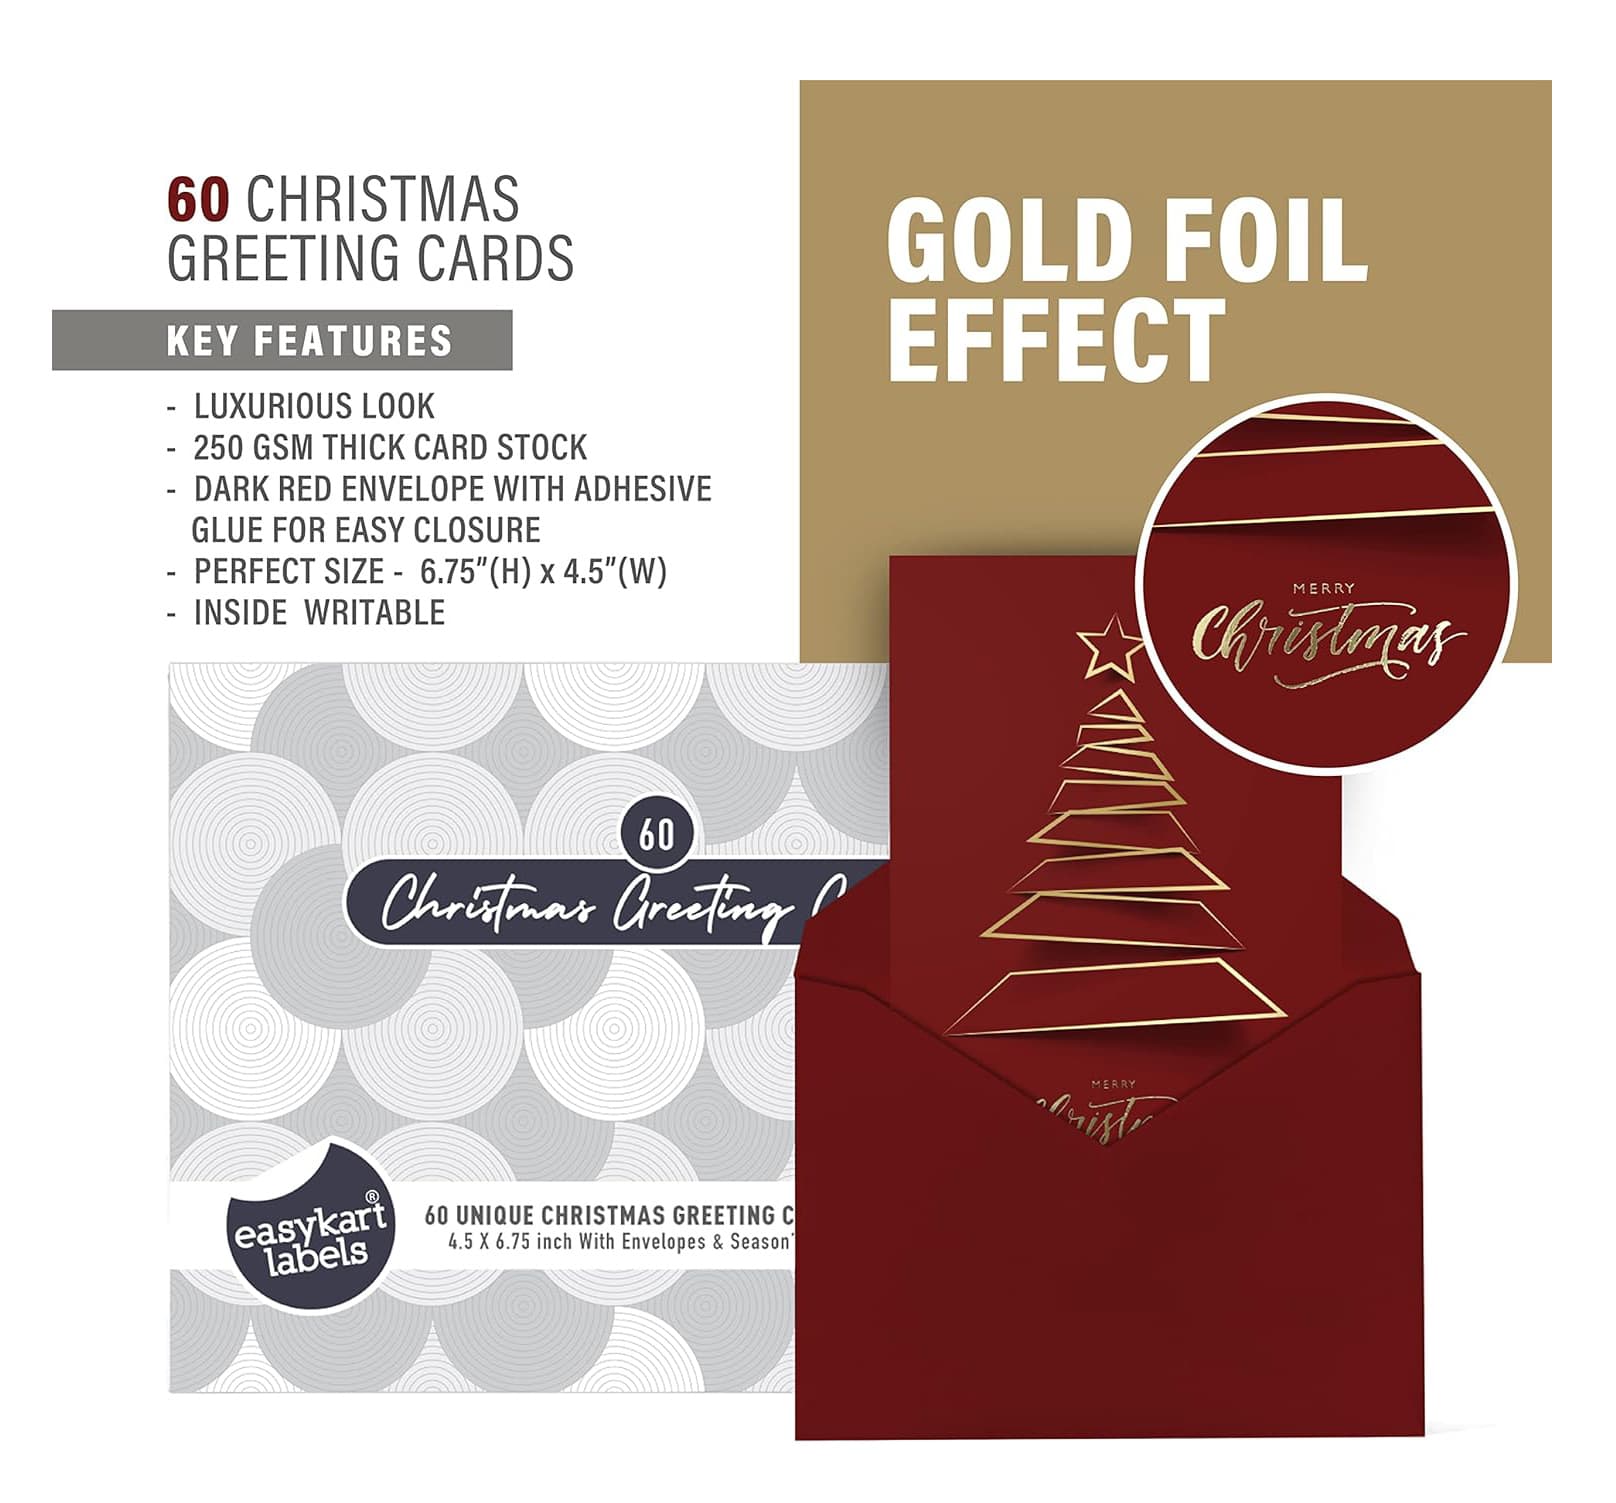 60 CHRISTMAS
GREETING CARDS
KEY FEATURES
- LUXURIOUS LOOK
- 250 GSM THICK CARD STOCK
- DARK RED ENVELOPE WITH ADHESIVE
GLUE FOR EASY CLOSURE
- PERFECT SIZE - 6.75"(H) x 4.5"(W)
- INSIDE WRITABLE
GOLD FOIL
EFFECT
MERRY
Christmas
60
Christmas Greeting
easykart®
labels
60 UNIQUE CHRISTMAS GREETING
4.5 X 6.75 inch With Envelopes & Season'
MERRY